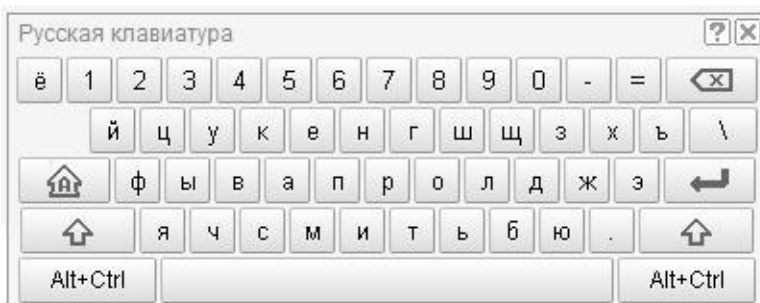 Русская клавиатура ? X
ё 1 2 3 4 5 6 7 8 9 0 - =
й ц у к е н г ш щ з х ъ \
ф ы в а п р о л д ж э
я ч с м и т ь б ю .
Alt+Ctrl Alt+Ctrl